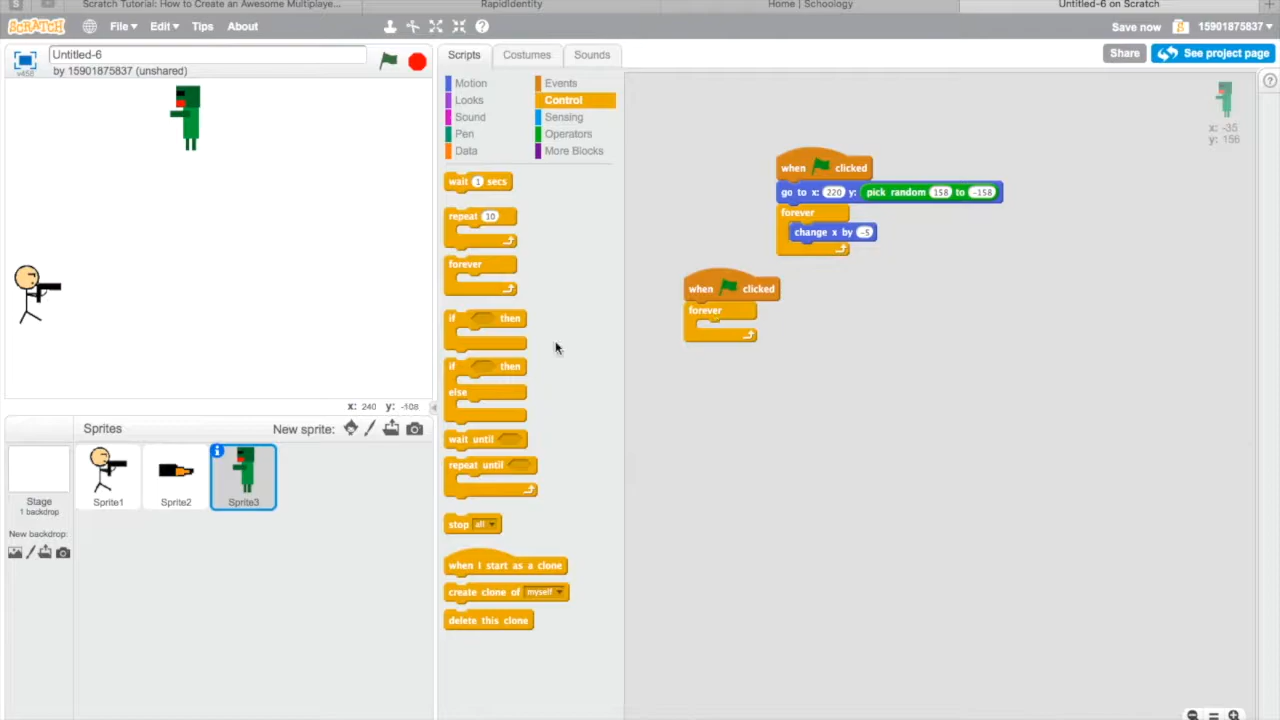 Scratch Tutorial: How to Create an Awesome Multiplaye...
RapidIdentity
Home | Schoology
Untitled-6 on Scratch
SCRATCH
File
Edit
Tips
About
Save now
15901875837
Untitled-6
by 15901875837 (unshared)
v456
Scripts
Costumes
Sounds
Share
See project page
Motion
Looks
Sound
Pen
Data
Events
Control
Sensing
Operators
More Blocks
wait 1 secs
repeat 10
forever
if then
if then
else
wait until
repeat until
stop all
when I start as a clone
create clone of myself
delete this clone
when clicked
go to x: 220 y: pick random 158 to -158
forever
change x by -5
when clicked
forever
x: -35
y: 156
x: 240 y: -108
Sprites
New sprite:
Sprite1
Sprite2
Sprite3
Stage
1 backdrop
New backdrop: